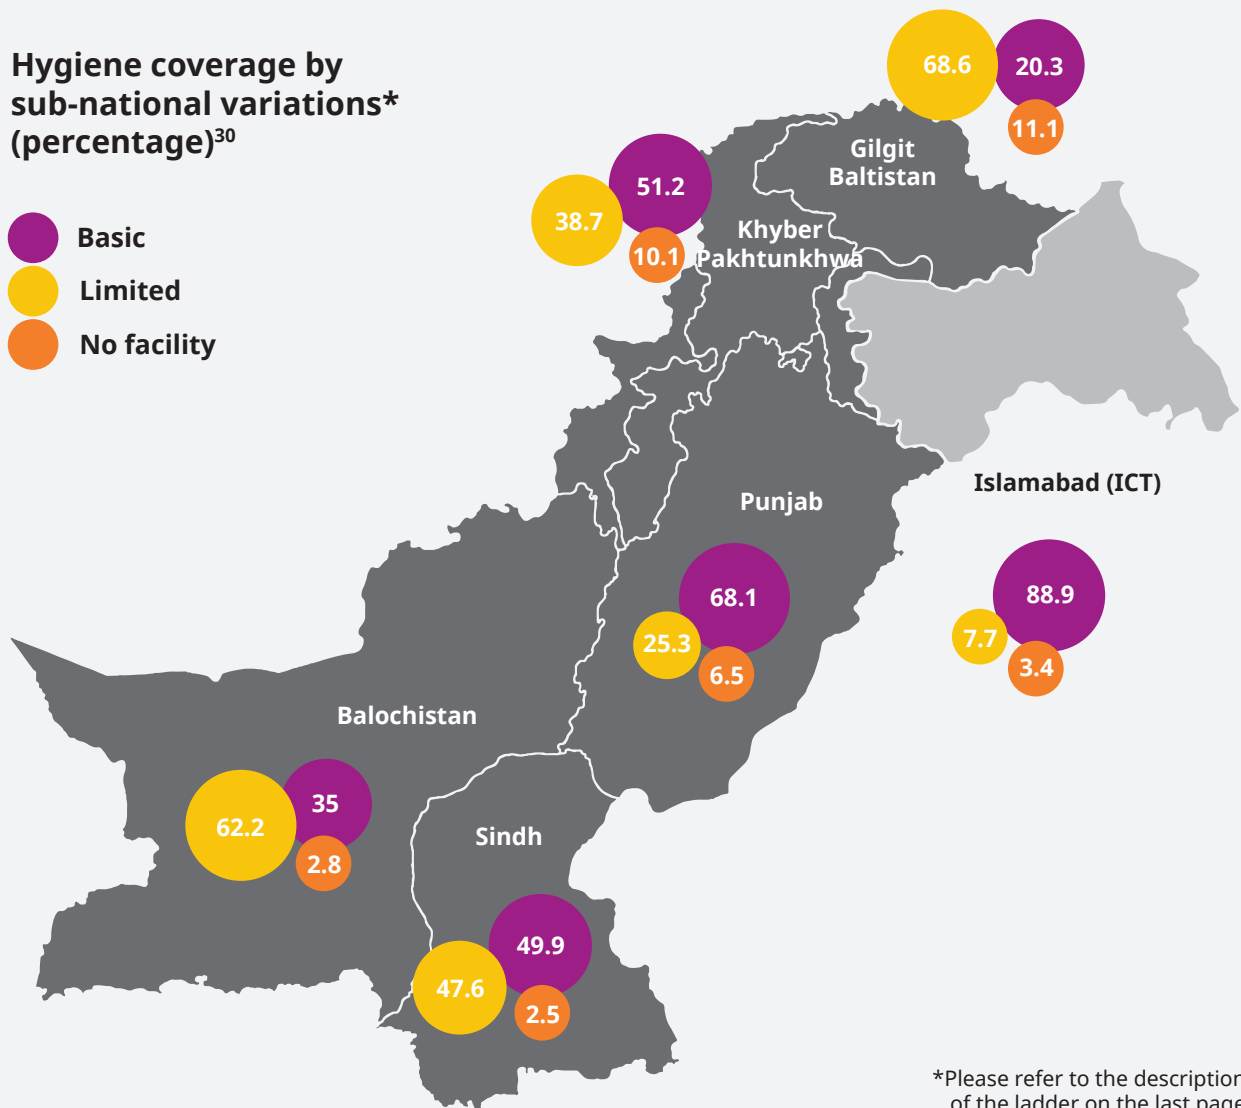 Hygiene coverage by
sub-national variations*
(percentage)30
Basic
Limited
No facility
68.6
20.3
11.1
Gilgit
Baltistan
51.2
38.7
10.1
Khyber
Pakhtunkhwa
Islamabad (ICT)
88.9
7.7
3.4
Punjab
68.1
25.3
6.5
Balochistan
35
62.2
2.8
Sindh
49.9
47.6
2.5
*Please refer to the description
of the ladder on the last page